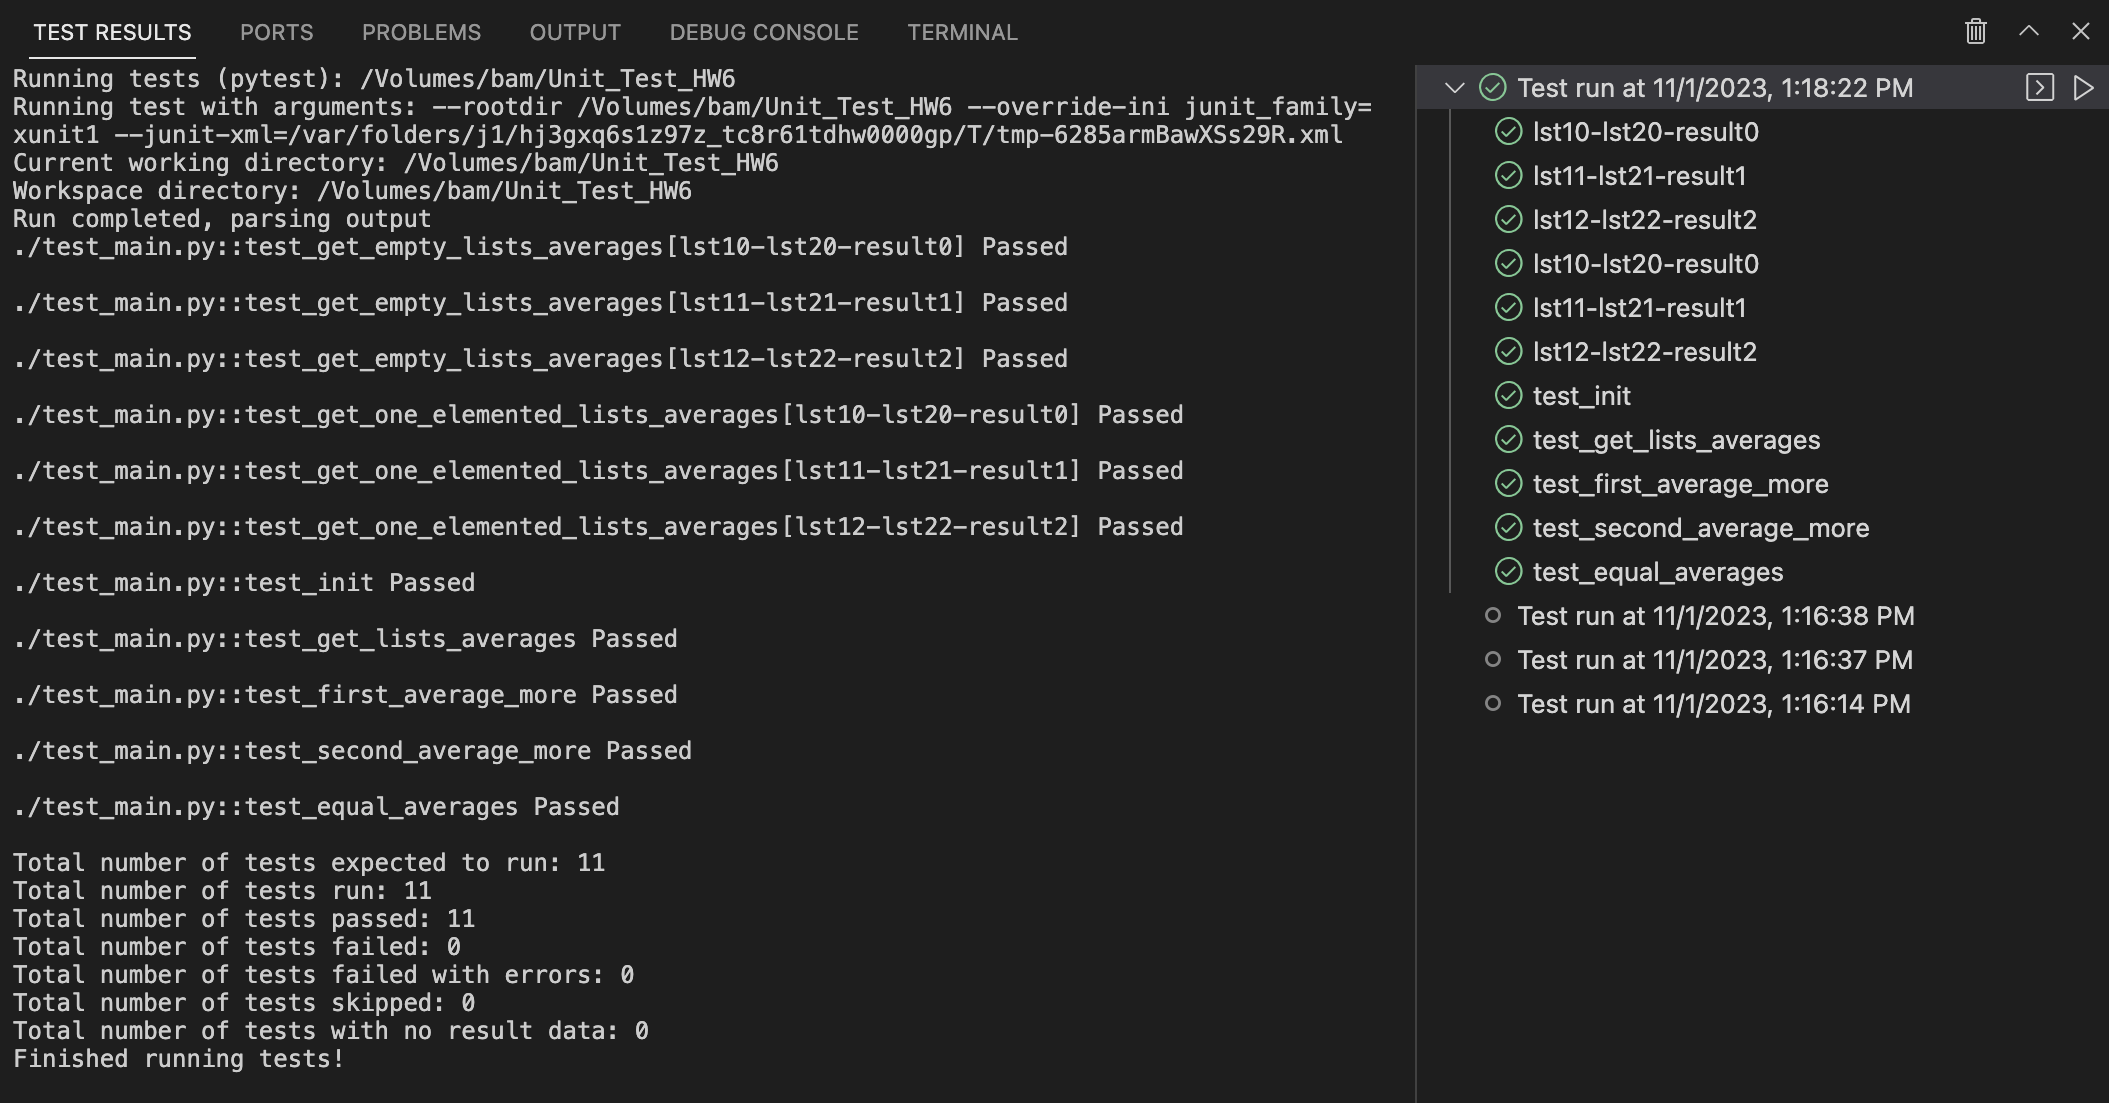 TEST RESULTS PORTS PROBLEMS OUTPUT DEBUG CONSOLE TERMINAL
Running tests (pytest): /Volumes/bam/Unit_Test_HW6
Running test with arguments: --rootdir /Volumes/bam/Unit_Test_HW6 --override-ini junit_family=
xunit1 --junit-xml=/var/folders/j1/hj3gxq6s1z97z_tc8r61tdhw0000gp/T/tmp-6285armBawXSs29R.xml
Current working directory: /Volumes/bam/Unit_Test_HW6
Workspace directory: /Volumes/bam/Unit_Test_HW6
Run completed, parsing output
./test_main.py::test_get_empty_lists_averages[lst10-lst20-result0] Passed
./test_main.py::test_get_empty_lists_averages[lst11-lst21-result1] Passed
./test_main.py::test_get_empty_lists_averages[lst12-lst22-result2] Passed
./test_main.py::test_get_one_elemented_lists_averages[lst10-lst20-result0] Passed
./test_main.py::test_get_one_elemented_lists_averages[lst11-lst21-result1] Passed
./test_main.py::test_get_one_elemented_lists_averages[lst12-lst22-result2] Passed
./test_main.py::test_init Passed
./test_main.py::test_get_lists_averages Passed
./test_main.py::test_first_average_more Passed
./test_main.py::test_second_average_more Passed
./test_main.py::test_equal_averages Passed
Total number of tests expected to run: 11
Total number of tests run: 11
Total number of tests passed: 11
Total number of tests failed: 0
Total number of tests failed with errors: 0
Total number of tests skipped: 0
Total number of tests with no result data: 0
Finished running tests!
Test run at 11/1/2023, 1:18:22 PM
lst10-lst20-result0
lst11-lst21-result1
lst12-lst22-result2
lst10-lst20-result0
lst11-lst21-result1
lst12-lst22-result2
test_init
test_get_lists_averages
test_first_average_more
test_second_average_more
test_equal_averages
Test run at 11/1/2023, 1:16:38 PM
Test run at 11/1/2023, 1:16:37 PM
Test run at 11/1/2023, 1:16:14 PM